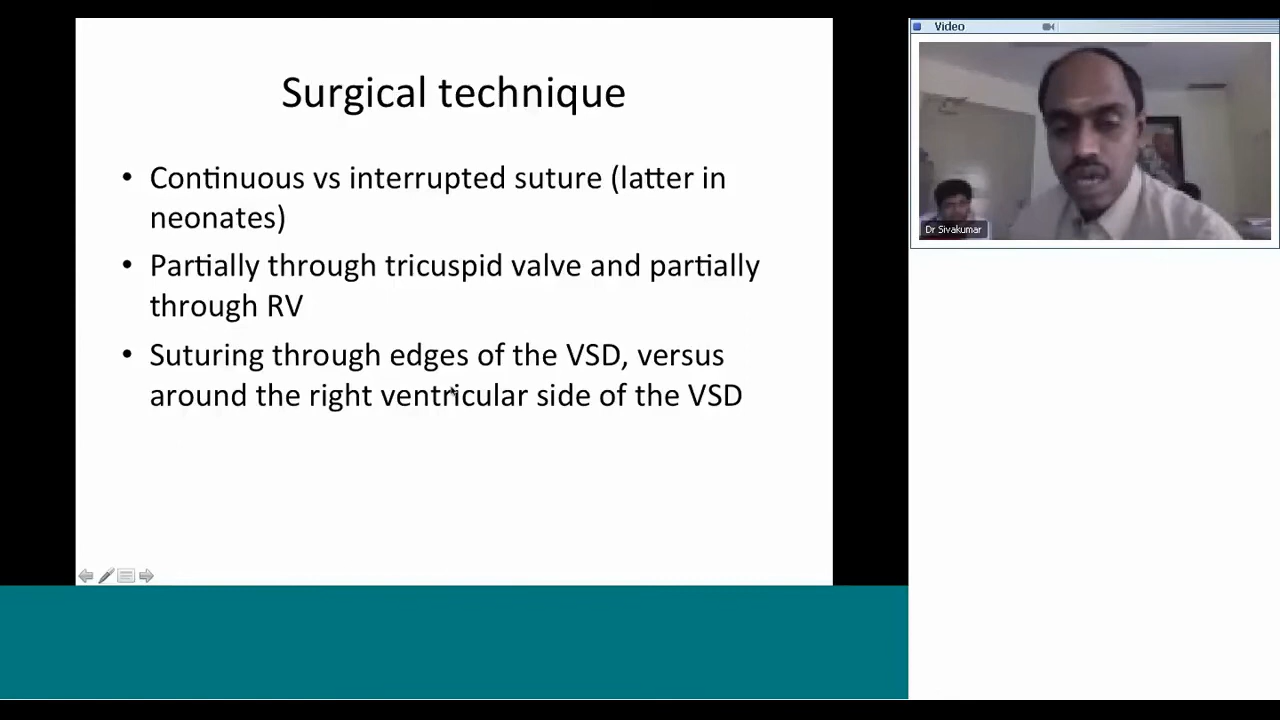 Surgical technique
• Continuous vs interrupted suture (latter in
neonates)
• Partially through tricuspid valve and partially
through RV
• Suturing through edges of the VSD, versus
around the right ventricular side of the VSD
Video
Dr Sivakumar